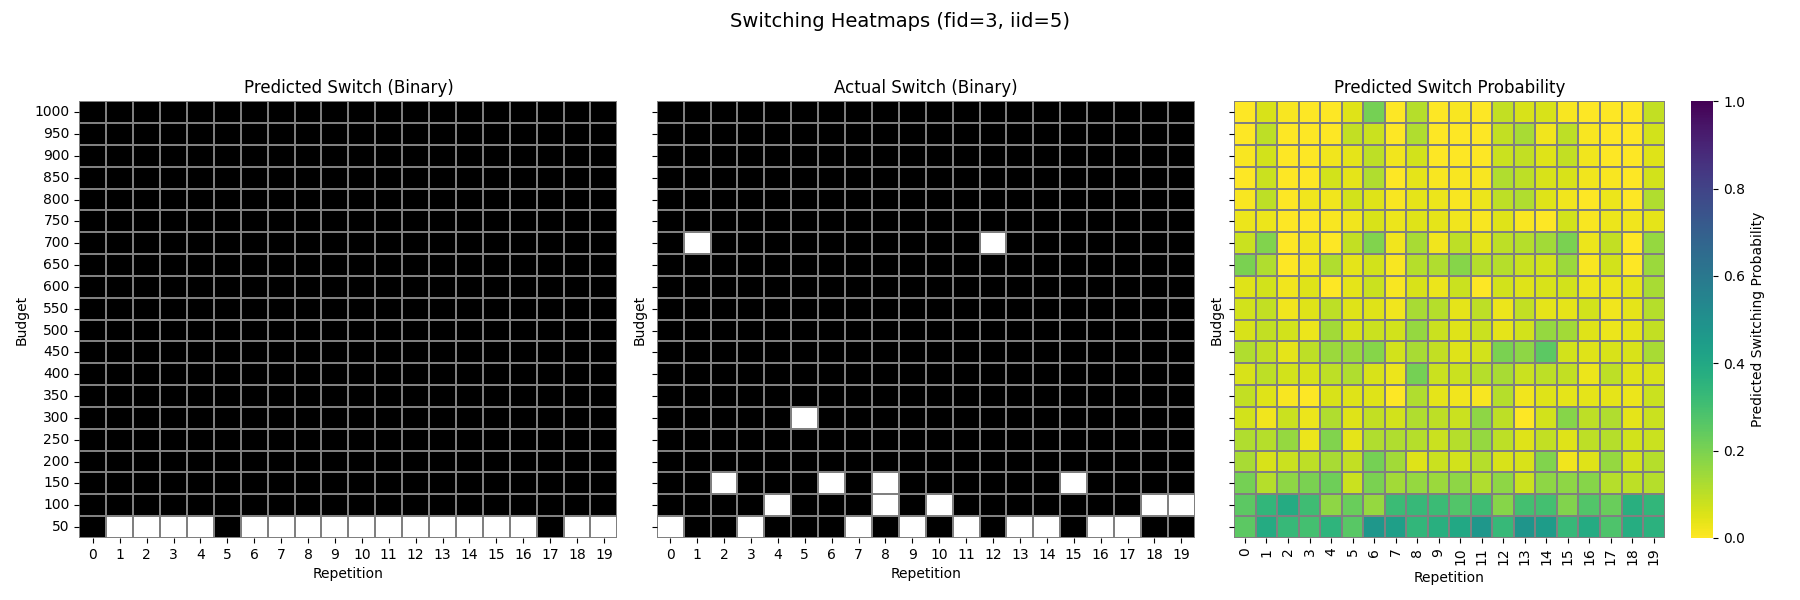 Switching Heatmaps (fid=3, iid=5)
Predicted Switch (Binary)
Budget
1000
950
900
850
800
750
700
650
600
550
500
450
400
350
300
250
200
150
100
50
0 1 2 3 4 5 6 7 8 9 10 11 12 13 14 15 16 17 18 19
Repetition
Actual Switch (Binary)
Budget
0 1 2 3 4 5 6 7 8 9 10 11 12 13 14 15 16 17 18 19
Repetition
Predicted Switch Probability
Budget
0 1 2 3 4 5 6 7 8 9 10 11 12 13 14 15 16 17 18 19
Repetition
1.0
0.8
0.6
0.4
0.2
0.0
Predicted Switching Probability